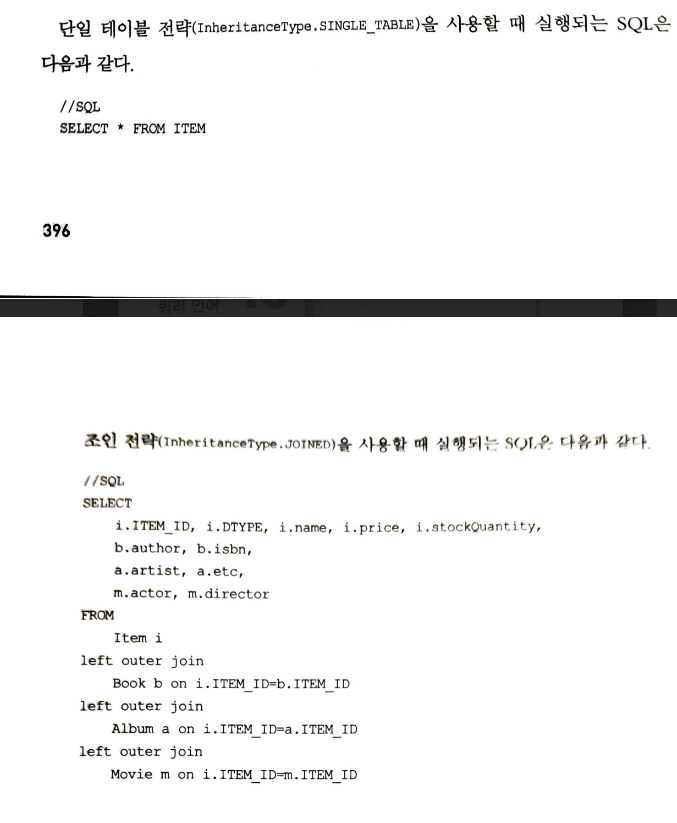 단일 테이블 전략(InheritanceType.SINGLE_TABLE)을 사용할 때 실행되는 SQL은
다음과 같다.
//SQL
SELECT * FROM ITEM
396
쿼리 언어
조인 전략(InheritanceType.JOINED)을 사용할 때 실행되는 SQL은 다음과 같다.
//SQL
SELECT
i.ITEM_ID, i.DTYPE, i.name, i.price, i.stockQuantity,
b.author, b.isbn,
a.artist, a.etc,
m.actor, m.director
FROM
Item i
left outer join
Book b on i.ITEM_ID=b.ITEM_ID
left outer join
Album a on i.ITEM_ID=a.ITEM_ID
left outer join
Movie m on i.ITEM_ID=m.ITEM_ID